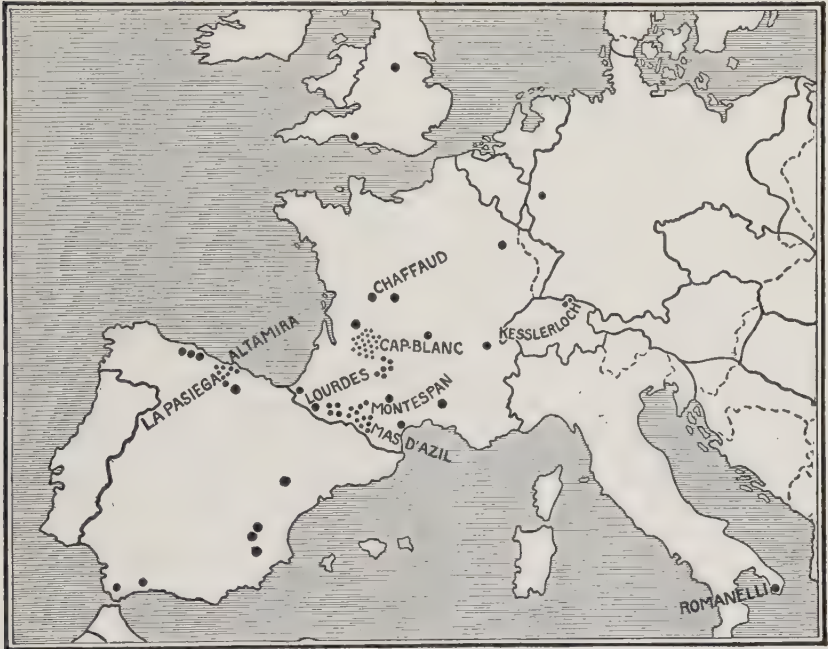 CHAFFAUD
ALTAMIRA
KESSLERLOCH
CAP-BLANC
LA PASIEGA
LOURDES
MONTESPAN
MAS D'AZIL
ROMANELLI